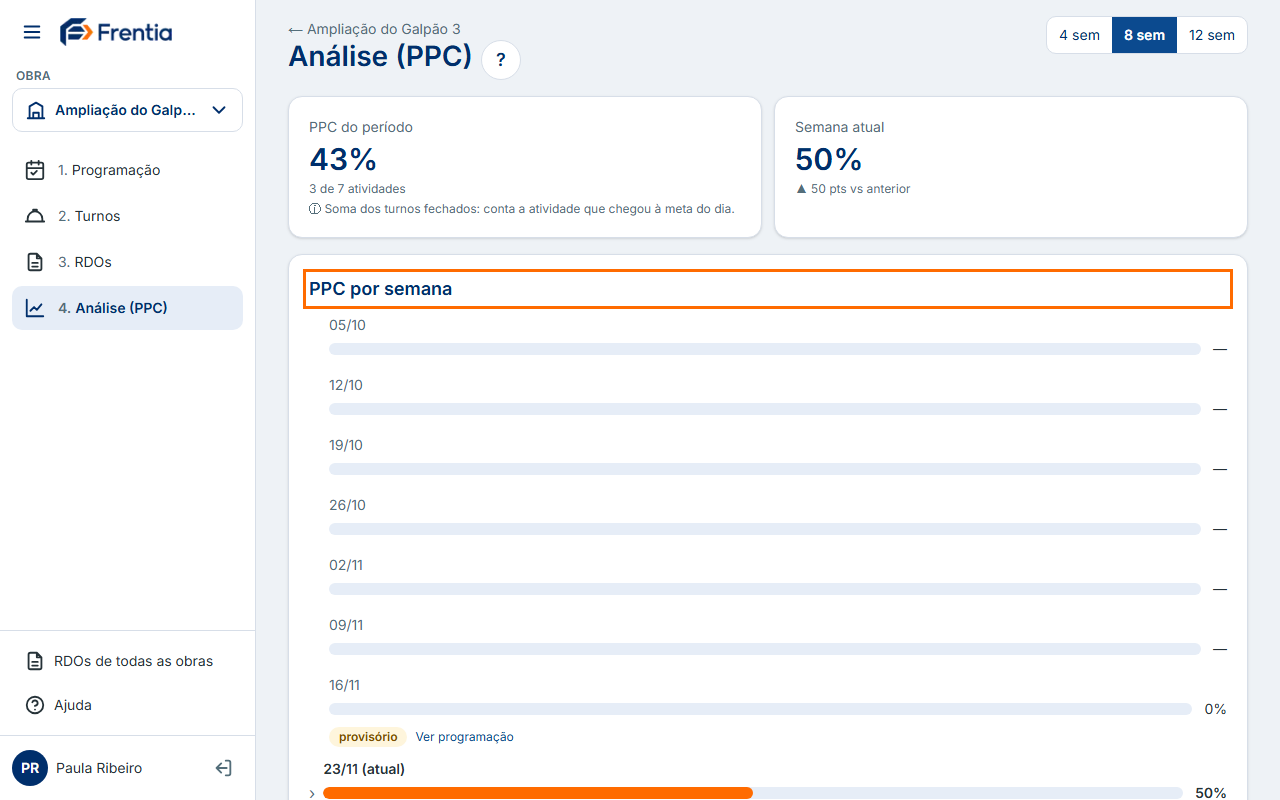 Frentia
OBRA
Ampliação do Galp...
1. Programação
2. Turnos
3. RDOs
4. Análise (PPC)
RDOs de todas as obras
Ajuda
PR
Paula Ribeiro
← Ampliação do Galpão 3
Análise (PPC)
?
4 sem
8 sem
12 sem
PPC do período
43%
3 de 7 atividades
ⓘ Soma dos turnos fechados: conta a atividade que chegou à meta do dia.
Semana atual
50%
▲ 50 pts vs anterior
PPC por semana
05/10
—
12/10
—
19/10
—
26/10
—
02/11
—
09/11
—
16/11
0%
provisório Ver programação
23/11 (atual)
› 50%